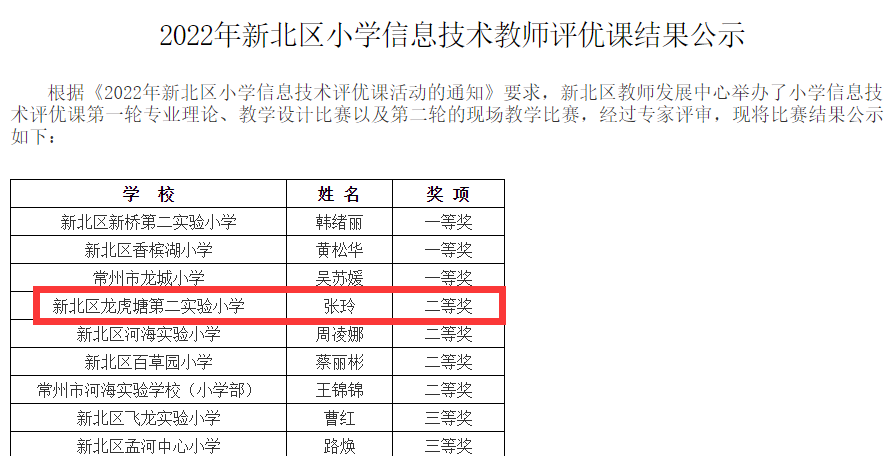 2022年新北区小学信息技术教师评优课结果公示
根据《2022年新北区小学信息技术评优课活动的通知》要求，新北区教师发展中心举办了小学信息技
术评优课第一轮专业理论、教学设计比赛以及第二轮的现场教学比赛，经过专家评审，现将比赛结果公示
如下：
学 校 姓 名 奖 项
新北区新桥第二实验小学 韩绪丽 一等奖
新北区香槟湖小学 黄松华 一等奖
常州市龙城小学 吴苏媛 一等奖
新北区龙虎塘第二实验小学 张玲 二等奖
新北区河海实验小学 周凌娜 二等奖
新北区百草园小学 蔡丽彬 二等奖
常州市河海实验学校（小学部） 王锦锦 二等奖
新北区飞龙实验小学 曹红 三等奖
新北区孟河中心小学 路焕 三等奖